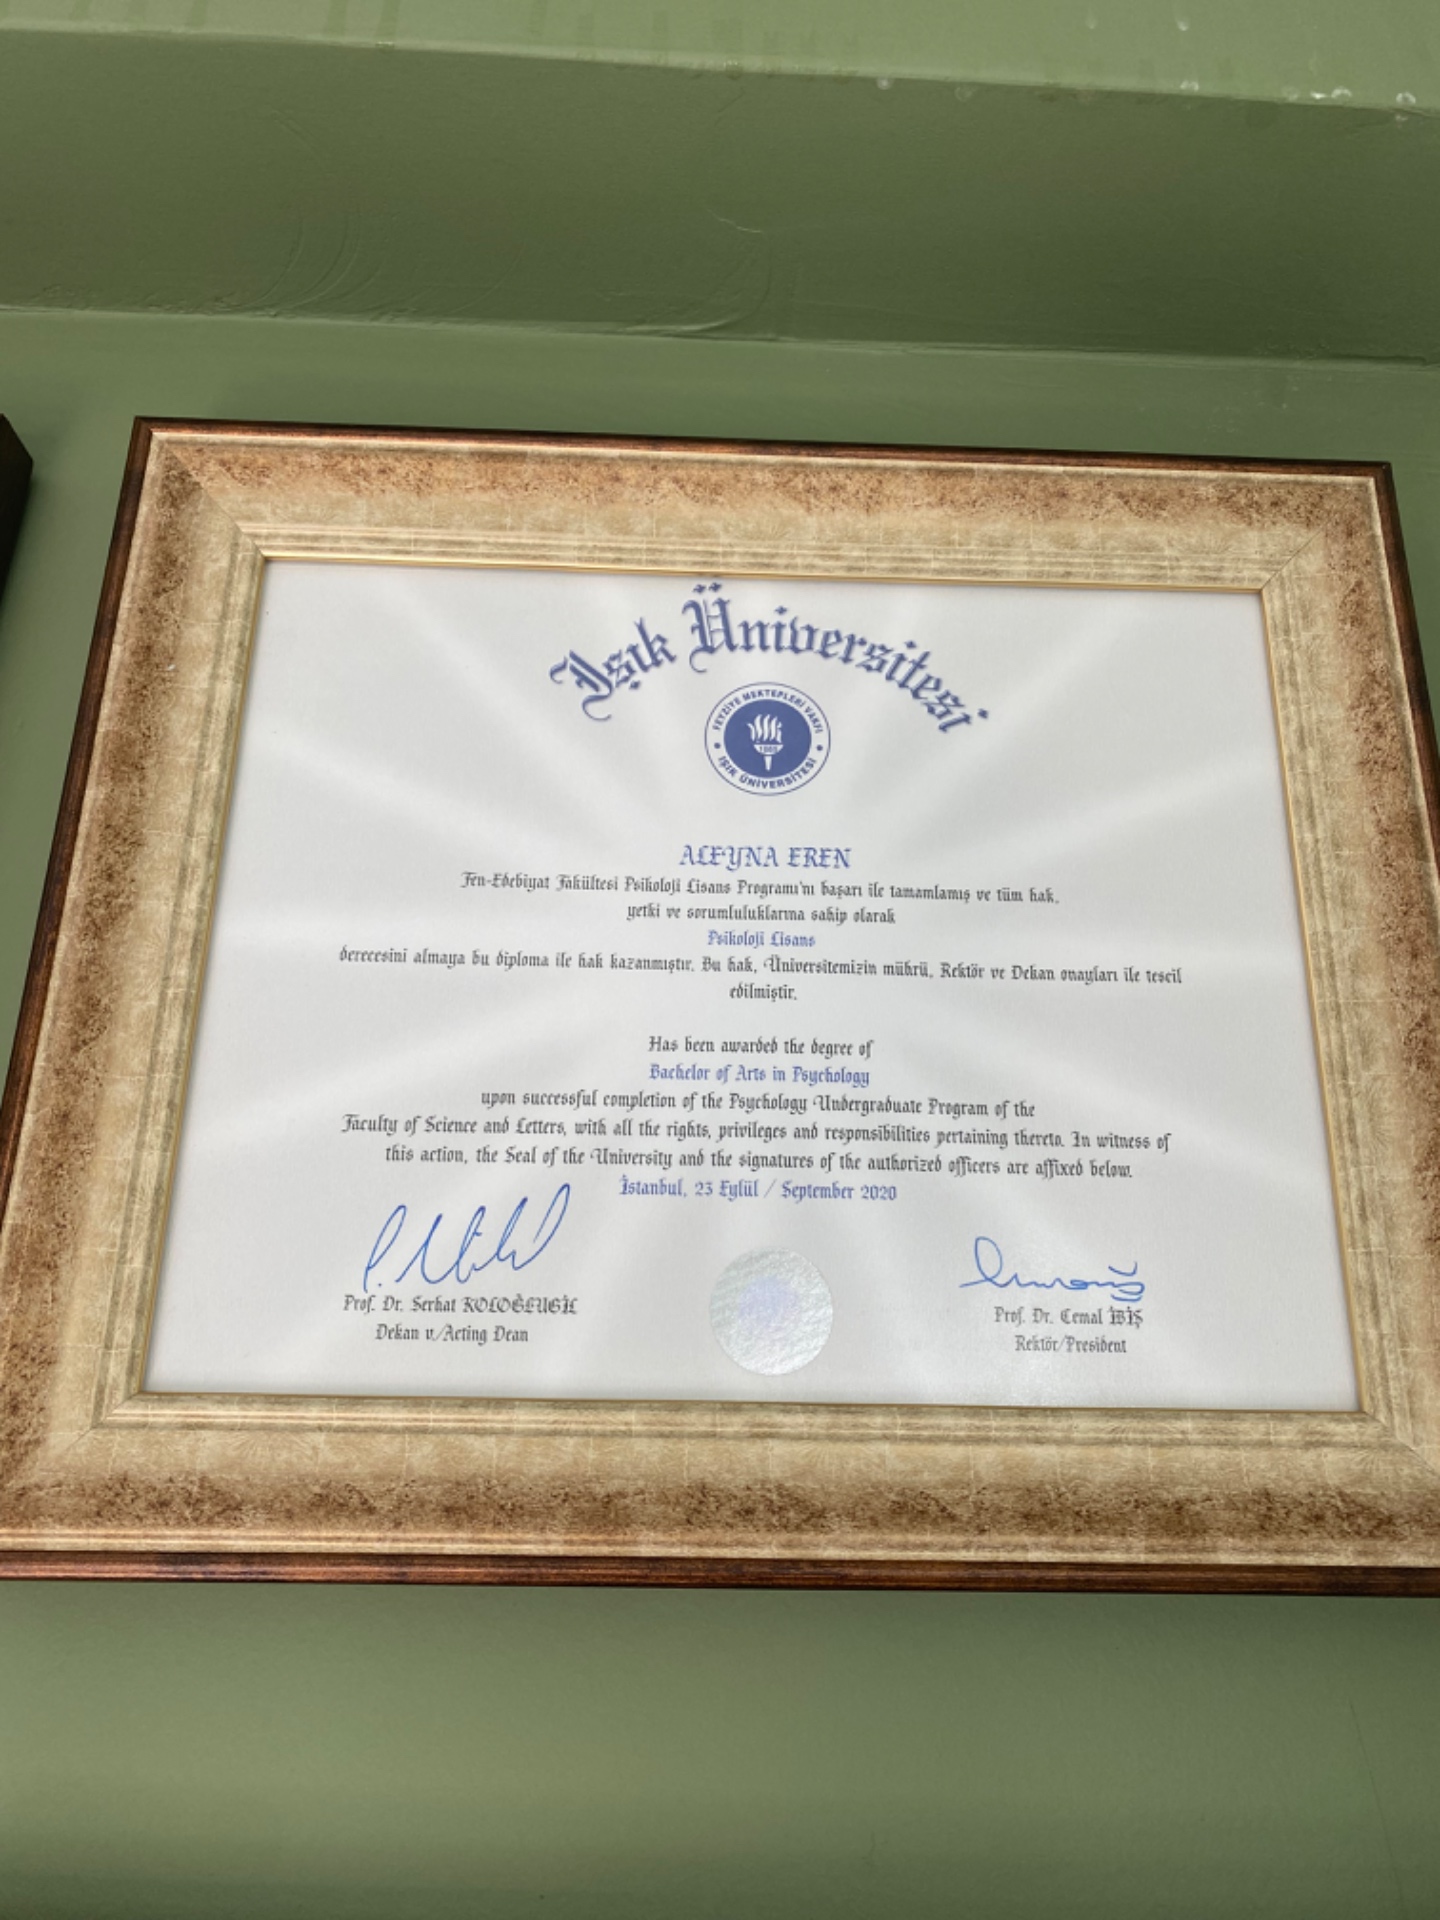 Işık Üniversitesi
FEYZİYE MEKTEPLERİ VAKFI
1885
IŞIK ÜNİVERSİTESİ
ALEYNA EREN
Fen-Edebiyat Fakültesi Psikoloji Lisans Programı'nı başarı ile tamamlamış ve tüm hak,
yetki ve sorumluluklarına sahip olarak
Psikoloji Lisans
derecesini almaya bu diploma ile hak kazanmıştır. Bu hak, Üniversitemizin mührü, Rektör ve Dekan onayları ile tescil
edilmiştir.
Has been awarded the degree of
Bachelor of Arts in Psychology
upon successful completion of the Psychology Undergraduate Program of the
Faculty of Science and Letters, with all the rights, privileges and responsibilities pertaining thereto. In witness of
this action, the Seal of the University and the signatures of the authorized officers are affixed below.
İstanbul, 23 Eylül / September 2020
Prof. Dr. Serhat KOLOĞLUGİL
Dekan v./Acting Dean
Prof. Dr. Cemal İBİŞ
Rektör/President